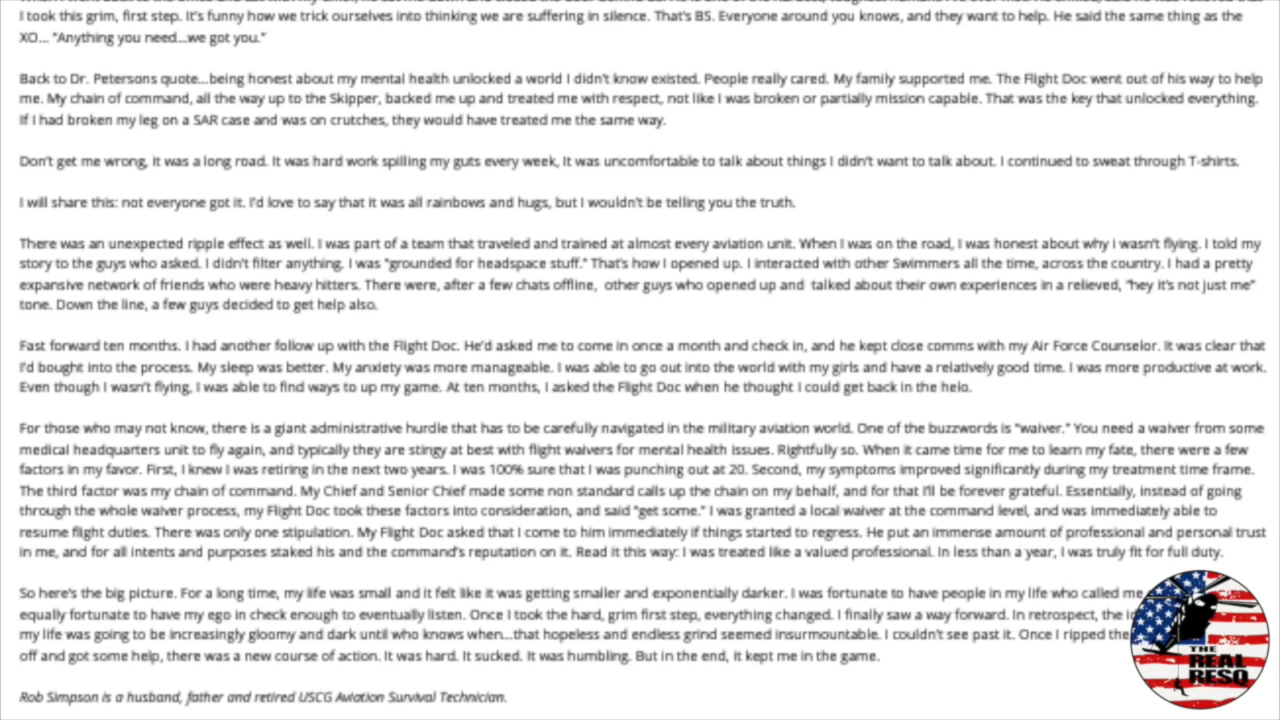 I took this grim, first step. It's funny how we trick ourselves into thinking we are suffering in silence. That's BS. Everyone around you knows, and they want to help. He said the same thing as the
XO... "Anything you need...we got you."
Back to Dr. Petersons quote...being honest about my mental health unlocked a world I didn't know existed. People really cared. My family supported me. The Flight Doc went out of his way to help
me. My chain of command, all the way up to the Skipper, backed me up and treated me with respect, not like I was broken or partially mission capable. That was the key that unlocked everything.
If I had broken my leg on a SAR case and was on crutches, they would have treated me the same way.
Don't get me wrong, it was a long road. It was hard work spilling my guts every week, It was uncomfortable to talk about things I didn't want to talk about. I continued to sweat through T-shirts.
I will share this: not everyone got it. I'd love to say that it was all rainbows and hugs, but I wouldn't be telling you the truth.
There was an unexpected ripple effect as well. I was part of a team that traveled and trained at almost every aviation unit. When I was on the road, I was honest about why i wasn't flying. I told my
story to the guys who asked. I didn't filter anything. I was "grounded for headspace stuff." That's how I opened up. I interacted with other Swimmers all the time, across the country. I had a pretty
expansive network of friends who were heavy hitters. There were, after a few chats offline, other guys who opened up and talked about their own experiences in a relieved, "hey it's not just me"
tone. Down the line, a few guys decided to get help also.
Fast forward ten months. I had another follow up with the Flight Doc. He'd asked me to come in once a month and check in, and he kept close comms with my Air Force Counselor. It was clear that
I'd bought into the process. My sleep was better. My anxiety was more manageable. I was able to go out into the world with my girls and have a relatively good time. I was more productive at work.
Even though I wasn't flying, I was able to find ways to up my game. At ten months, I asked the Flight Doc when he thought I could get back in the helo.
For those who may not know, there is a giant administrative hurdle that has to be carefully navigated in the military aviation world. One of the buzzwords is "waiver." You need a waiver from some
medical headquarters unit to fly again, and typically they are stingy at best with flight waivers for mental health issues. Rightfully so. When it came time for me to learn my fate, there were a few
factors in my favor. First, I knew I was retiring in the next two years. I was 100% sure that I was punching out at 20. Second, my symptoms improved significantly during my treatment time frame.
The third factor was my chain of command. My Chief and Senior Chief made some non standard calls up the chain on my behalf, and for that I'll be forever grateful. Essentially, instead of going
through the whole waiver process, my Flight Doc took these factors into consideration, and said "get some." I was granted a local waiver at the command level, and was immediately able to
resume flight duties. There was only one stipulation. My Flight Doc asked that I come to him immediately if things started to regress. He put an immense amount of professional and personal trust
in me, and for all intents and purposes staked his and the command's reputation on it. Read it this way: I was treated like a valued professional. In less than a year, I was truly fit for full duty.
So here's the big picture. For a long time, my life was small and it felt like it was getting smaller and exponentially darker. I was fortunate to have people in my life who called me
equally fortunate to have my ego in check enough to eventually listen. Once I took the hard, grim first step, everything changed. I finally saw a way forward. In retrospect, the
my life was going to be increasingly gloomy and dark until who knows when...that hopeless and endless grind seemed insurmountable. I couldn't see past it. Once I ripped the
off and got some help, there was a new course of action. It was hard. It sucked. It was humbling. But in the end, it kept me in the game.
Rob Simpson is a husband, father and retired USCG Aviation Survival Technician.
THE
REAL
RESQ